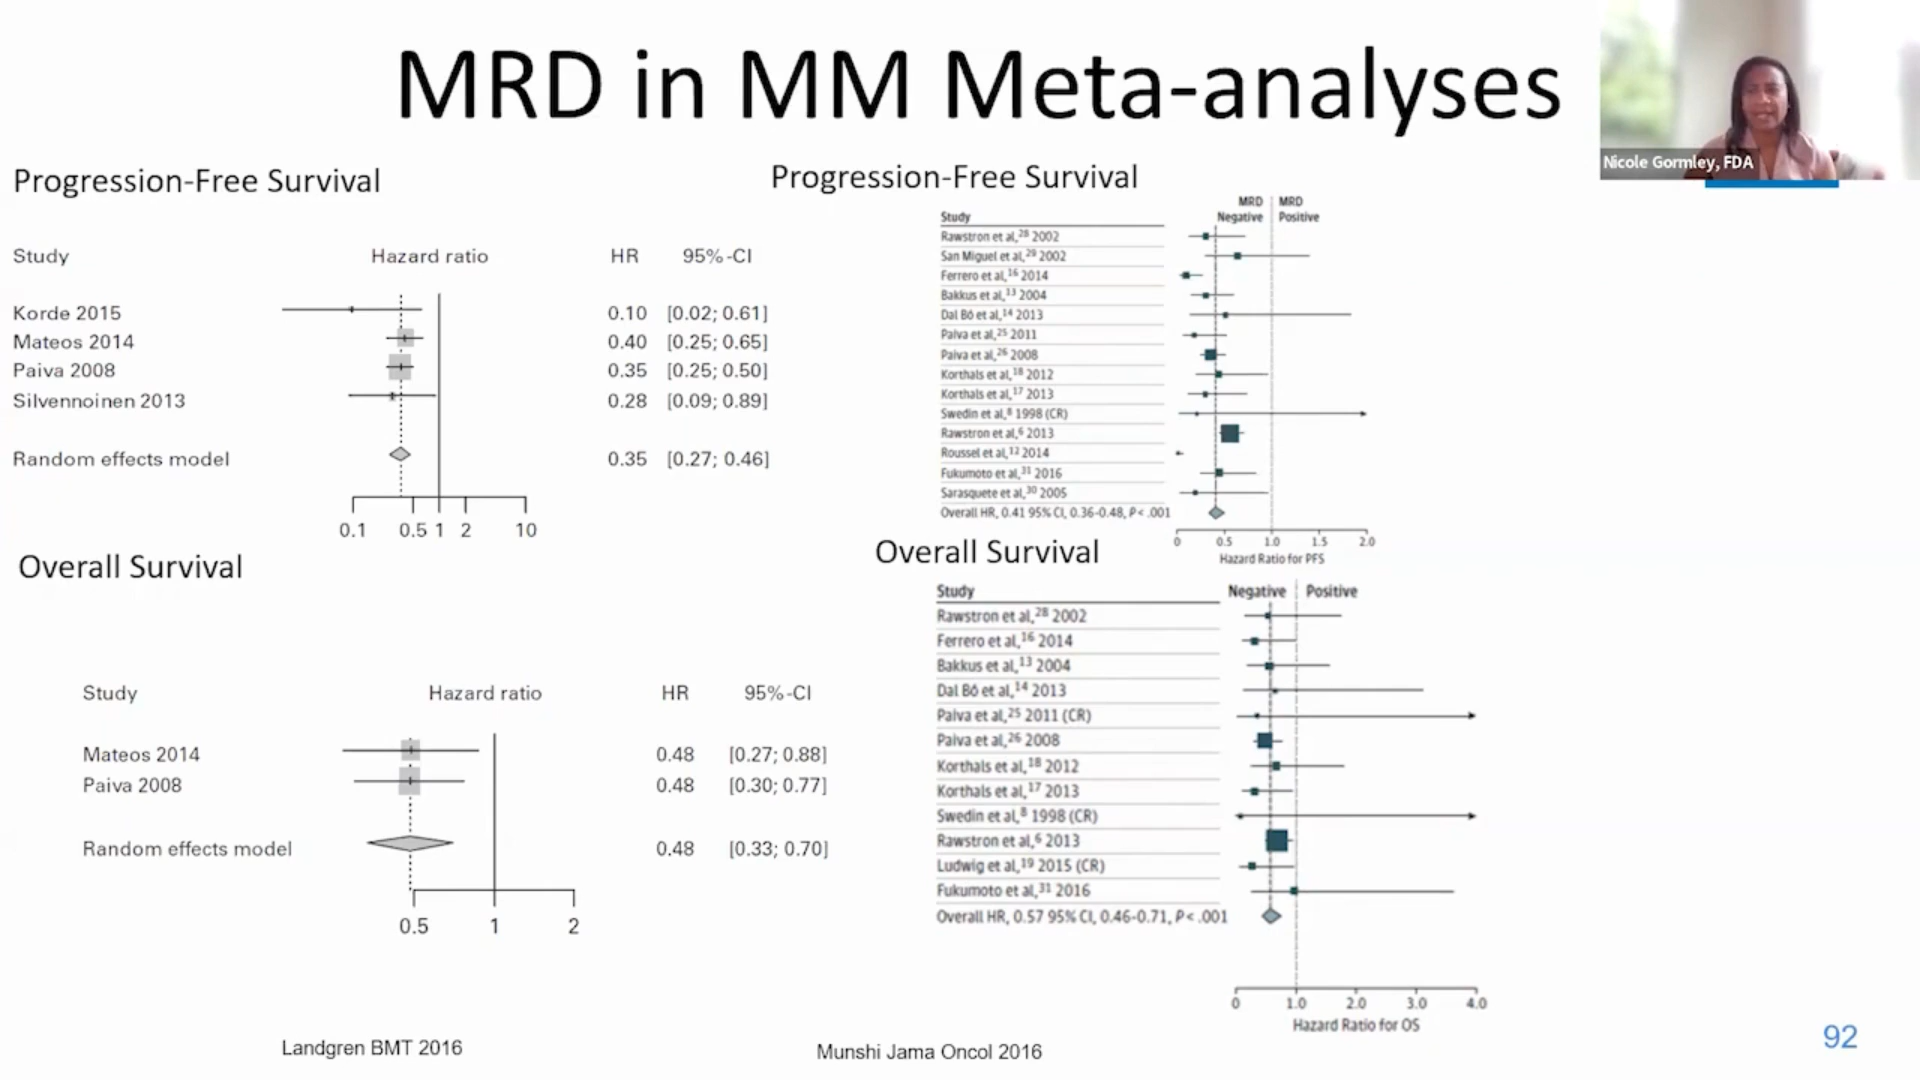 MRD in MM Meta-analyses
Nicole Gormley, FDA
Progression-Free Survival
Study Hazard ratio HR 95%-CI
Korde 2015 0.10 [0.02; 0.61]
Mateos 2014 0.40 [0.25; 0.65]
Paiva 2008 0.35 [0.25; 0.50]
Silvennoinen 2013 0.28 [0.09; 0.89]
Random effects model 0.35 [0.27; 0.46]
0.1 0.5 1 2 10
Overall Survival
Study Hazard ratio HR 95%-CI
Mateos 2014 0.48 [0.27; 0.88]
Paiva 2008 0.48 [0.30; 0.77]
Random effects model 0.48 [0.33; 0.70]
0.5 1 2
Landgren BMT 2016
Progression-Free Survival
MRD MRD
Study Negative Positive
Rawstron et al,28 2002
San Miguel et al,29 2002
Ferrero et al,16 2014
Bakkus et al,13 2004
Dal Bó et al,14 2013
Paiva et al,25 2011
Paiva et al,26 2008
Korthals et al,18 2012
Korthals et al,17 2013
Swedin et al,8 1998 (CR)
Rawstron et al,6 2013
Roussel et al,12 2014
Fukumoto et al,31 2016
Sarasquete et al,30 2005
Overall HR, 0.41 95% CI, 0.36-0.48, P < .001
0 0.5 1.0 1.5 2.0
Hazard Ratio for PFS
Overall Survival
Study Negative Positive
Rawstron et al,28 2002
Ferrero et al,16 2014
Bakkus et al,13 2004
Dal Bó et al,14 2013
Paiva et al,25 2011 (CR)
Paiva et al,26 2008
Korthals et al,18 2012
Korthals et al,17 2013
Swedin et al,8 1998 (CR)
Rawstron et al,6 2013
Ludwig et al,19 2015 (CR)
Fukumoto et al,31 2016
Overall HR, 0.57 95% CI, 0.46-0.71, P < .001
0 1.0 2.0 3.0 4.0
Hazard Ratio for OS
Munshi Jama Oncol 2016
92